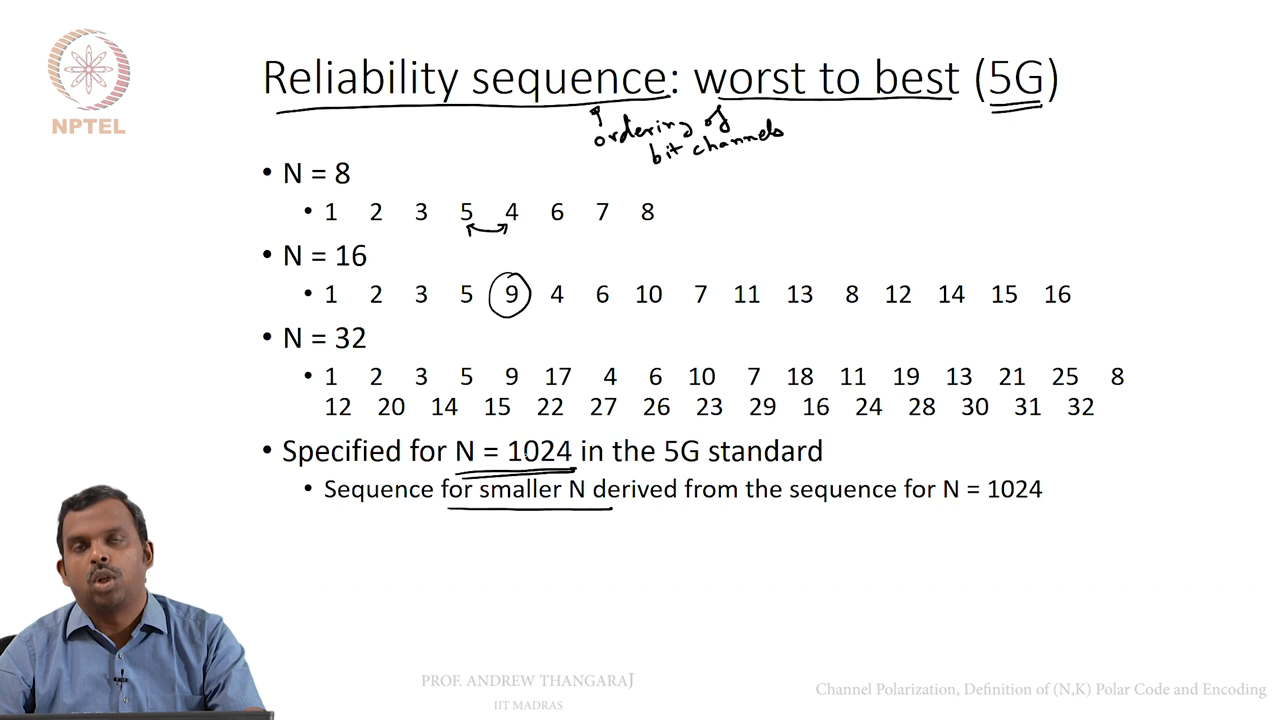 Reliability sequence: worst to best (5G)
NPTEL
ordering of
bit channels
• N = 8
• 1 2 3 5 4 6 7 8
• N = 16
• 1 2 3 5 9 4 6 10 7 11 13 8 12 14 15 16
• N = 32
• 1 2 3 5 9 17 4 6 10 7 18 11 19 13 21 25 8
12 20 14 15 22 27 26 23 29 16 24 28 30 31 32
• Specified for N = 1024 in the 5G standard
• Sequence for smaller N derived from the sequence for N = 1024
PROF. ANDREW THANGARAJ
IIT MADRAS
Channel Polarization, Definition of (N,K) Polar Code and Encoding